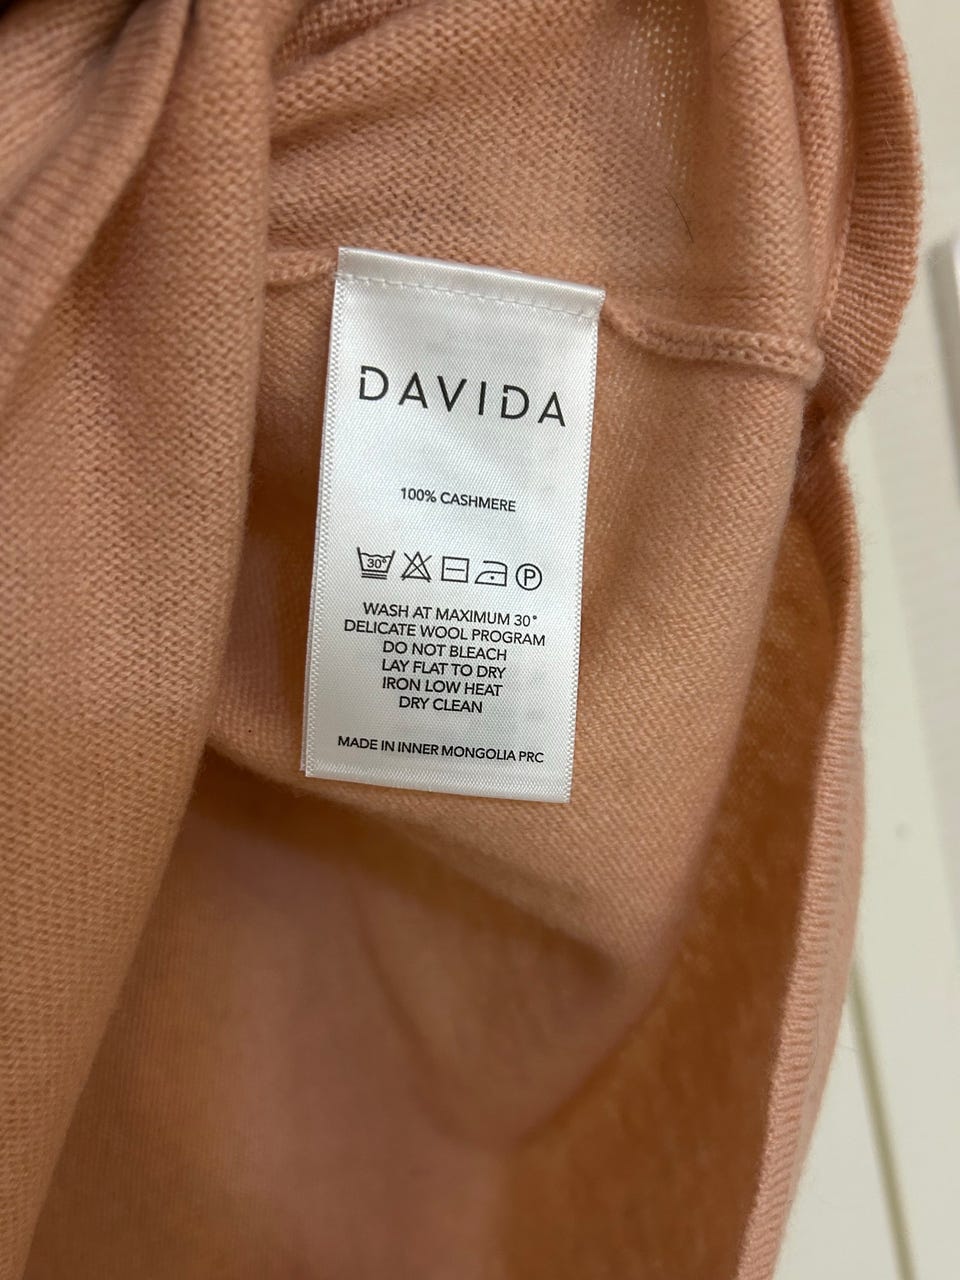 DAVIDA
100% CASHMERE
30°
P
WASH AT MAXIMUM 30°
DELICATE WOOL PROGRAM
DO NOT BLEACH
LAY FLAT TO DRY
IRON LOW HEAT
DRY CLEAN
MADE IN INNER MONGOLIA PRC